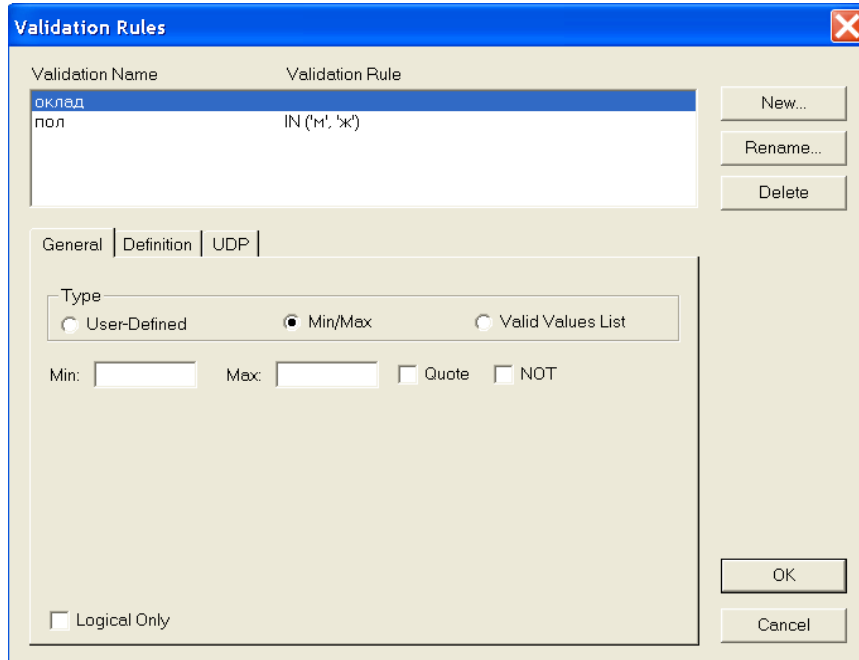 Validation Rules
Validation Name Validation Rule
оклад
пол IN ('м', 'ж')
New...
Rename...
Delete
General Definition UDP
Type
User-Defined Min/Max Valid Values List
Min: Max: Quote NOT
Logical Only
OK
Cancel